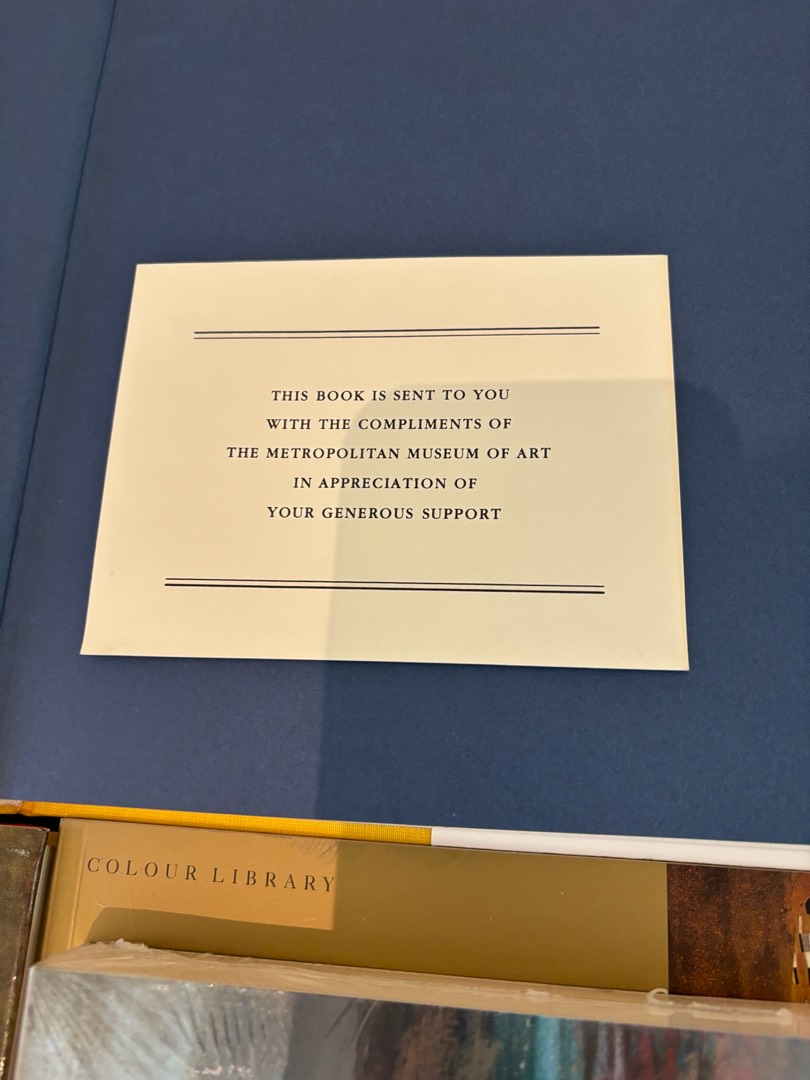 THIS BOOK IS SENT TO YOU
WITH THE COMPLIMENTS OF
THE METROPOLITAN MUSEUM OF ART
IN APPRECIATION OF
YOUR GENEROUS SUPPORT
COLOUR LIBRARY